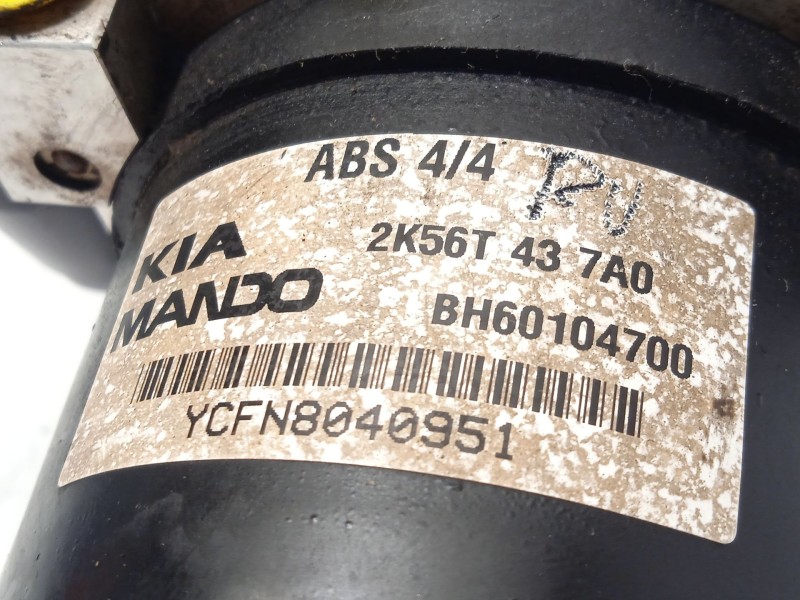 ABS 4/4 RU
KIA 2K56T 43 7A0
MANDO BH60104700
YCFN8040951